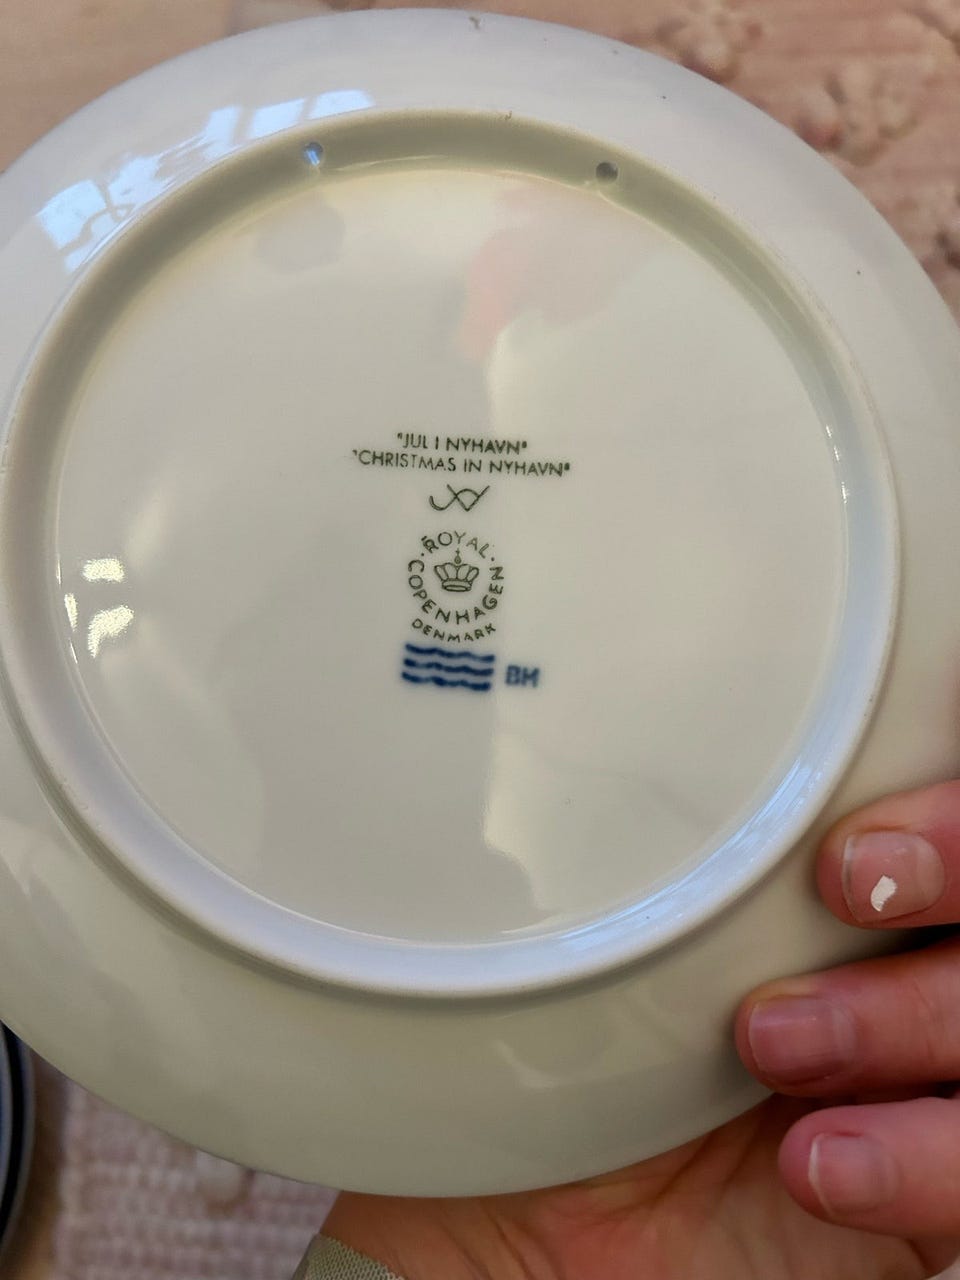 "JUL I NYHAVN"
"CHRISTMAS IN NYHAVN"
ROYAL
COPENHAGEN
DENMARK
BH